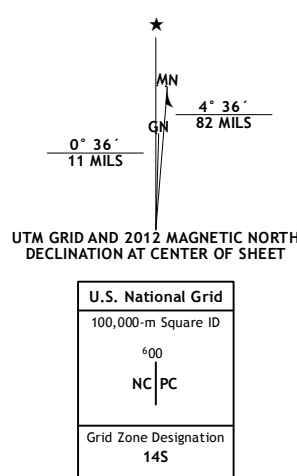 ★
MN
GN
4° 36´
82 MILS
0° 36´
11 MILS
UTM GRID AND 2012 MAGNETIC NORTH
DECLINATION AT CENTER OF SHEET
U.S. National Grid
100,000-m Square ID
⁶00
NC PC
Grid Zone Designation
14S